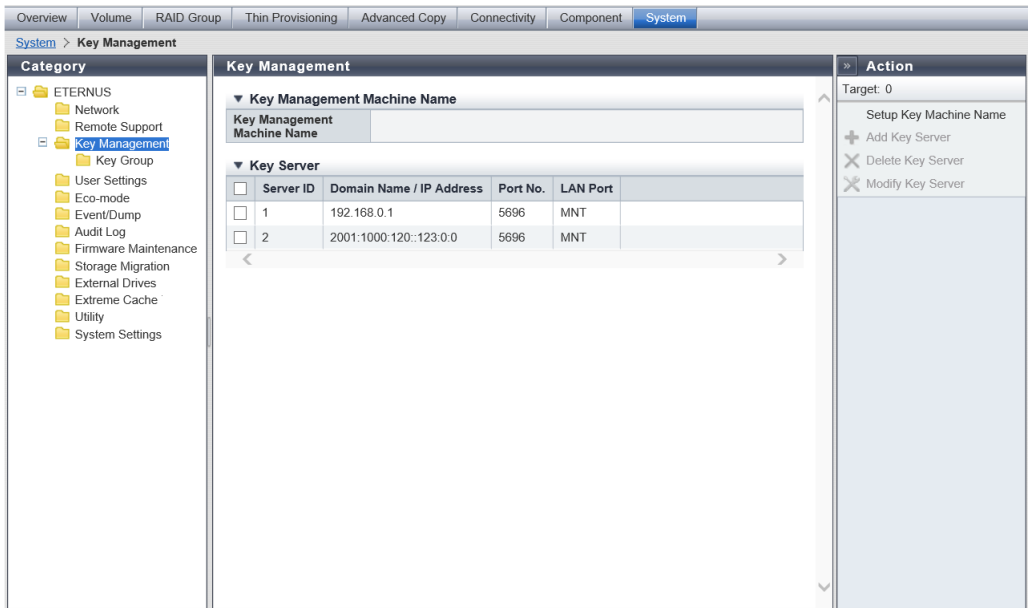 Overview Volume RAID Group Thin Provisioning Advanced Copy Connectivity Component System
System > Key Management
Category
ETERNUS
Network
Remote Support
Key Management
Key Group
User Settings
Eco-mode
Event/Dump
Audit Log
Firmware Maintenance
Storage Migration
External Drives
Extreme Cache
Utility
System Settings
Key Management
Key Management Machine Name
Key Management
Machine Name
Key Server
Server ID Domain Name / IP Address Port No. LAN Port
1 192.168.0.1 5696 MNT
2 2001:1000:120::123:0:0 5696 MNT
» Action
Target: 0
Setup Key Machine Name
Add Key Server
Delete Key Server
Modify Key Server